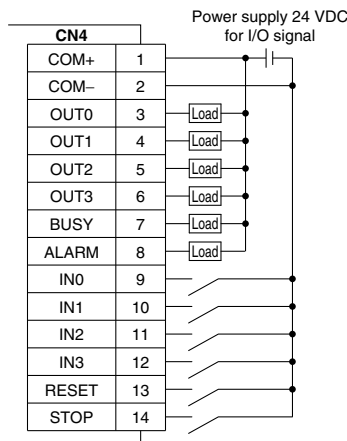 Power supply 24 VDC
for I/O signal
CN4
COM+ 1
COM− 2
OUT0 3 Load
OUT1 4 Load
OUT2 5 Load
OUT3 6 Load
BUSY 7 Load
ALARM 8 Load
IN0 9
IN1 10
IN2 11
IN3 12
RESET 13
STOP 14